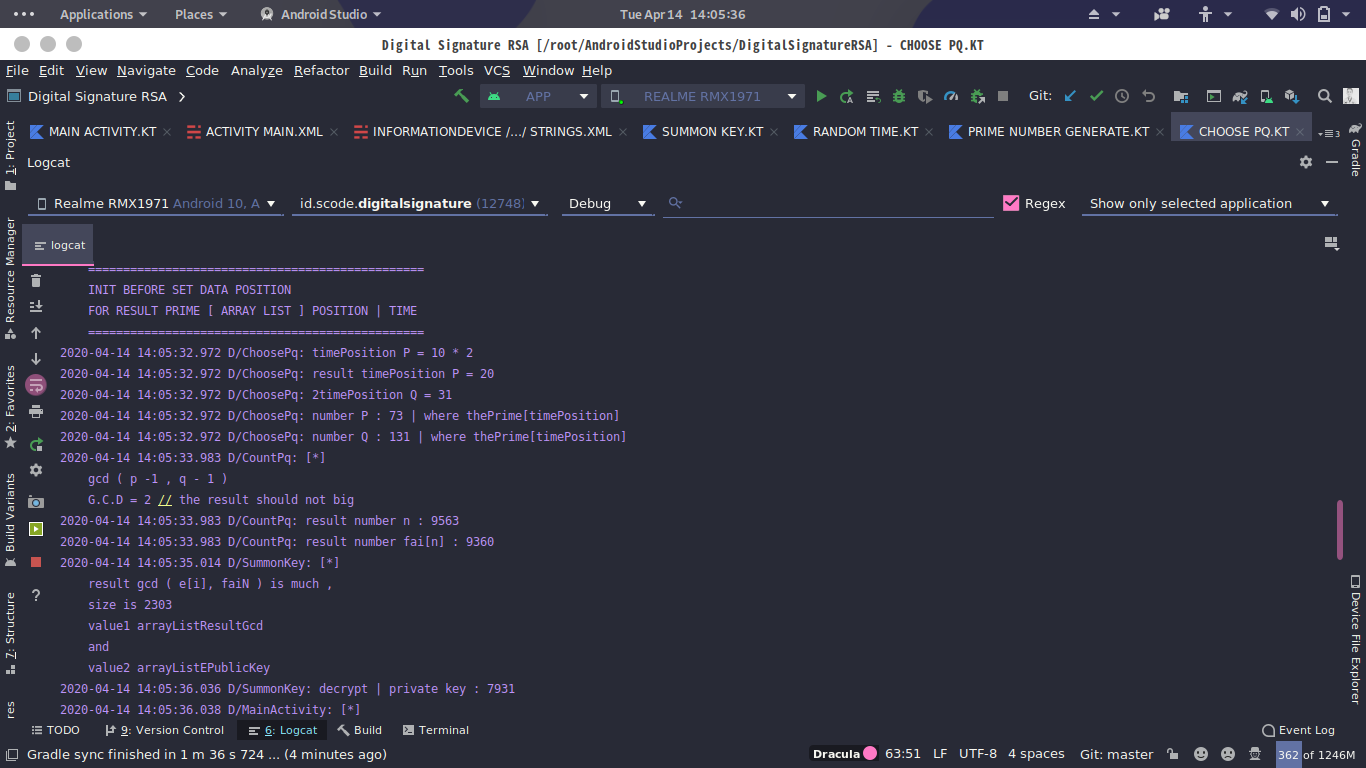 Applications Places Android Studio Tue Apr 14 14:05:36
Digital Signature RSA [/root/AndroidStudioProjects/DigitalSignatureRSA] - CHOOSE PQ.KT
File Edit View Navigate Code Analyze Refactor Build Run Tools VCS Window Help
Digital Signature RSA APP REALME RMX1971 Git:
MAIN ACTIVITY.KT ACTIVITY MAIN.XML INFORMATIONDEVICE /.../ STRINGS.XML SUMMON KEY.KT RANDOM TIME.KT PRIME NUMBER GENERATE.KT CHOOSE PQ.KT 3
Logcat
Realme RMX1971 Android 10, A id.scode.digitalsignature (12748) Debug Regex Show only selected application
logcat
================================================
INIT BEFORE SET DATA POSITION
FOR RESULT PRIME [ ARRAY LIST ] POSITION | TIME
================================================
2020-04-14 14:05:32.972 D/ChoosePq: timePosition P = 10 * 2
2020-04-14 14:05:32.972 D/ChoosePq: result timePosition P = 20
2020-04-14 14:05:32.972 D/ChoosePq: 2timePosition Q = 31
2020-04-14 14:05:32.972 D/ChoosePq: number P : 73 | where thePrime[timePosition]
2020-04-14 14:05:32.972 D/ChoosePq: number Q : 131 | where thePrime[timePosition]
2020-04-14 14:05:33.983 D/CountPq: [*]
gcd ( p -1 , q - 1 )
G.C.D = 2 // the result should not big
2020-04-14 14:05:33.983 D/CountPq: result number n : 9563
2020-04-14 14:05:33.983 D/CountPq: result number fai[n] : 9360
2020-04-14 14:05:35.014 D/SummonKey: [*]
result gcd ( e[i], faiN ) is much ,
size is 2303
value1 arrayListResultGcd
and
value2 arrayListEPublicKey
2020-04-14 14:05:36.036 D/SummonKey: decrypt | private key : 7931
2020-04-14 14:05:36.038 D/MainActivity: [*]
1: Project
Resource Manager
2: Favorites
Build Variants
7: Structure
res
Gradle
Device File Explorer
TODO 9: Version Control 6: Logcat Build Terminal Event Log
Gradle sync finished in 1 m 36 s 724 ... (4 minutes ago) Dracula 63:51 LF UTF-8 4 spaces Git: master 362 of 1246M